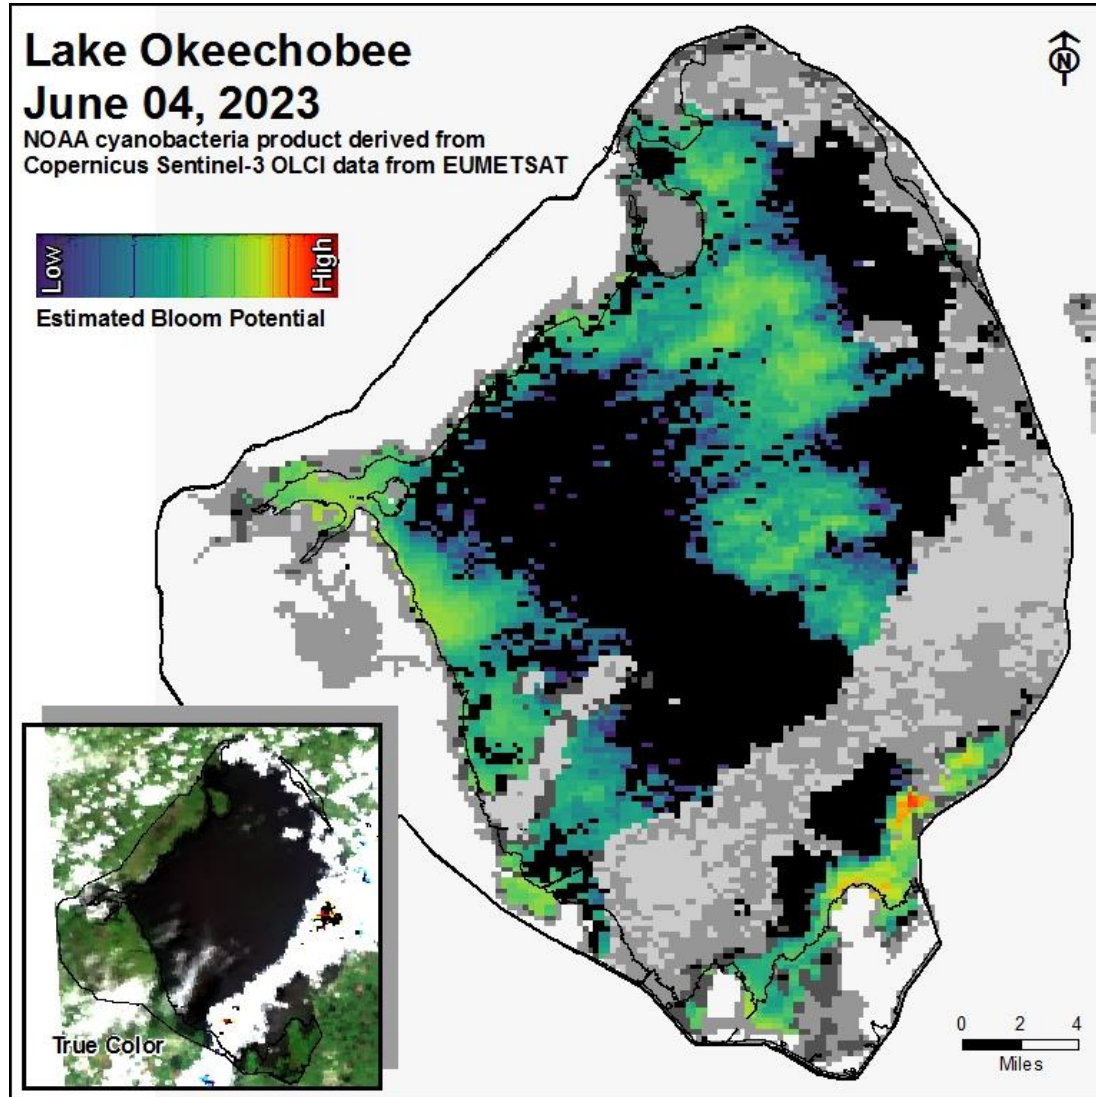 Lake Okeechobee
June 04, 2023
NOAA cyanobacteria product derived from
Copernicus Sentinel-3 OLCI data from EUMETSAT
N
Low
High
Estimated Bloom Potential
True Color
0 2 4
Miles